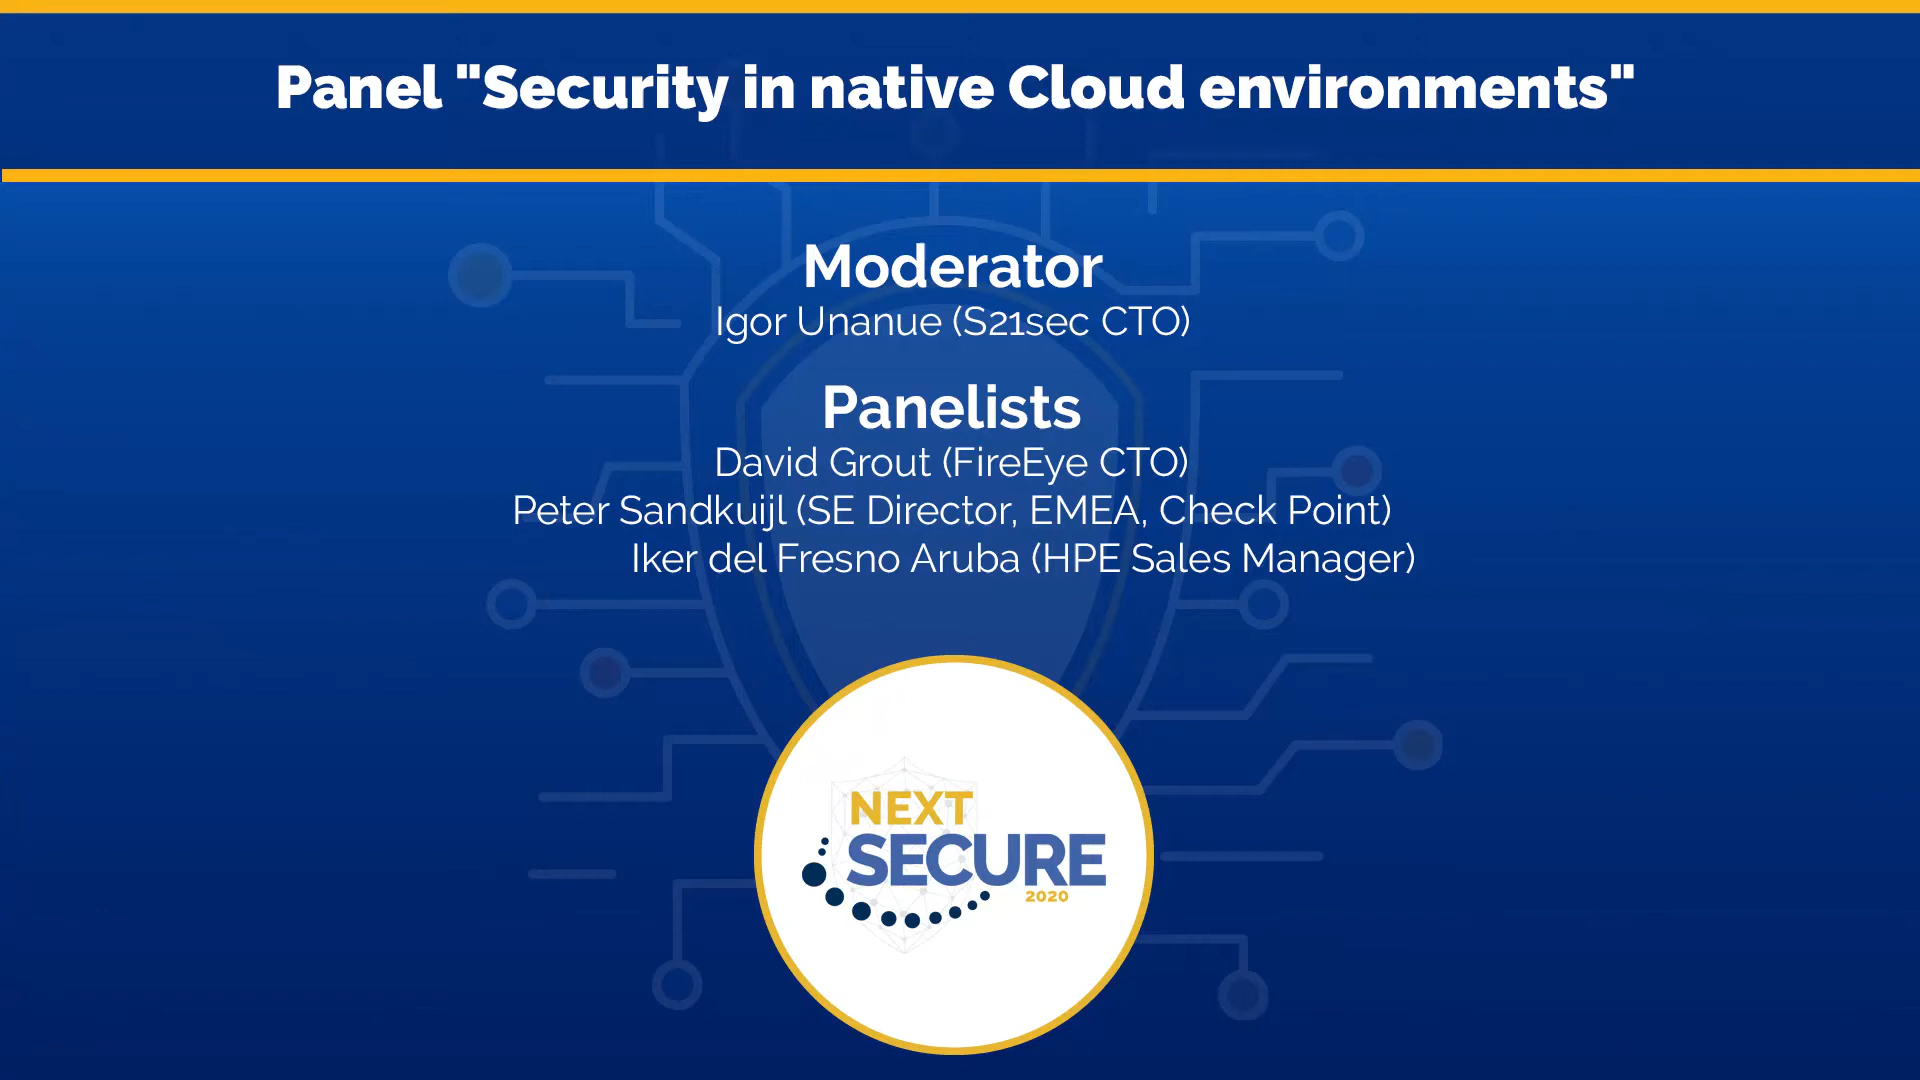 Panel "Security in native Cloud environments"
Moderator
Igor Unanue (S21sec CTO)
Panelists
David Grout (FireEye CTO)
Peter Sandkuijl (SE Director, EMEA, Check Point)
Iker del Fresno Aruba (HPE Sales Manager)
NEXT
SECURE
2020